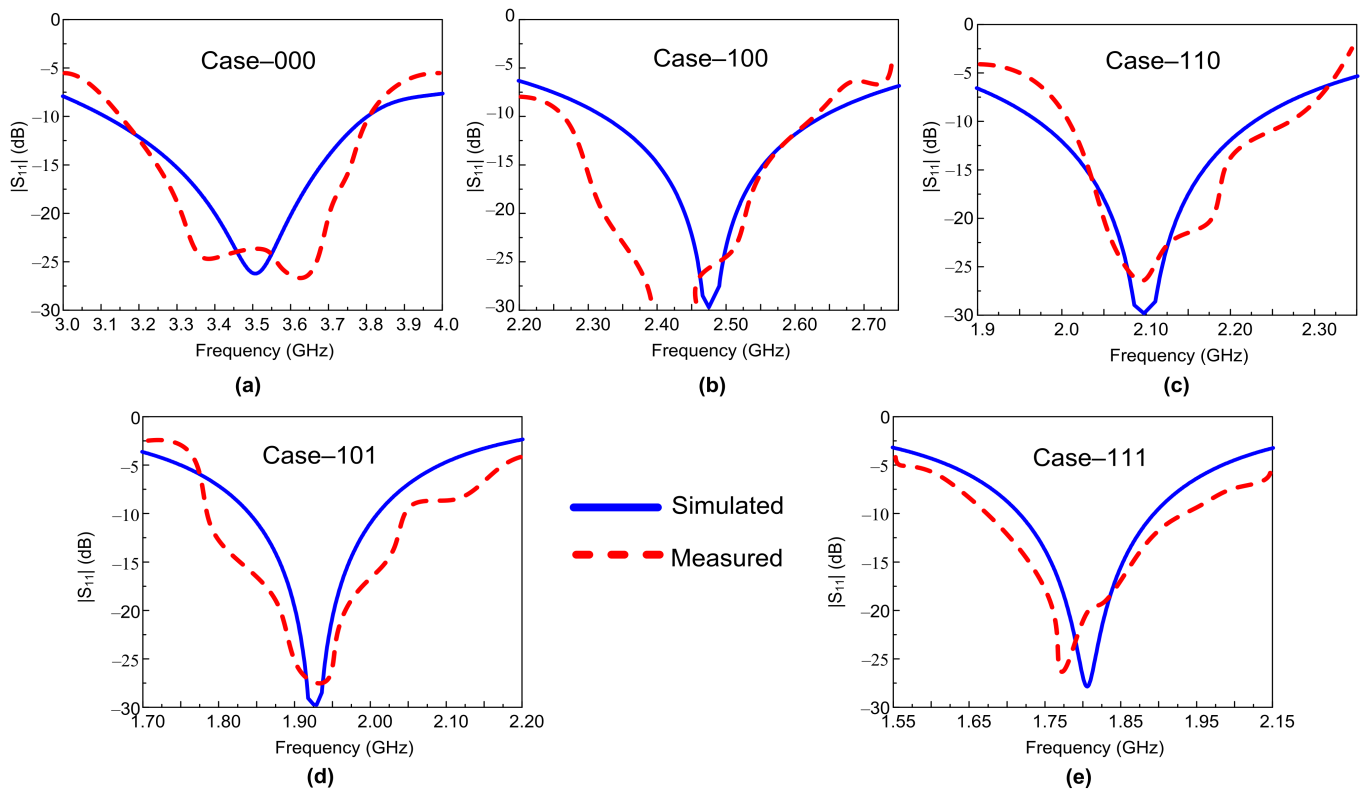 Case–000
|S11| (dB)
0
–5
–10
–15
–20
–25
–30
3.0 3.1 3.2 3.3 3.4 3.5 3.6 3.7 3.8 3.9 4.0
Frequency (GHz)
(a)
Case–100
|S11| (dB)
0
–5
–10
–15
–20
–25
–30
2.20 2.30 2.40 2.50 2.60 2.70
Frequency (GHz)
(b)
Case–110
|S11| (dB)
0
–5
–10
–15
–20
–25
–30
1.9 2.0 2.10 2.20 2.30
Frequency (GHz)
(c)
Case–101
|S11| (dB)
0
–5
–10
–15
–20
–25
–30
1.70 1.80 1.90 2.00 2.10 2.20
Frequency (GHz)
(d)
Simulated
Measured
Case–111
|S11| (dB)
0
–5
–10
–15
–20
–25
–30
1.55 1.65 1.75 1.85 1.95 2.15
Frequency (GHz)
(e)